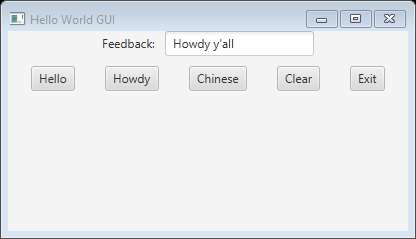 Hello World GUI
Feedback: Howdy y'all
Hello Howdy Chinese Clear Exit